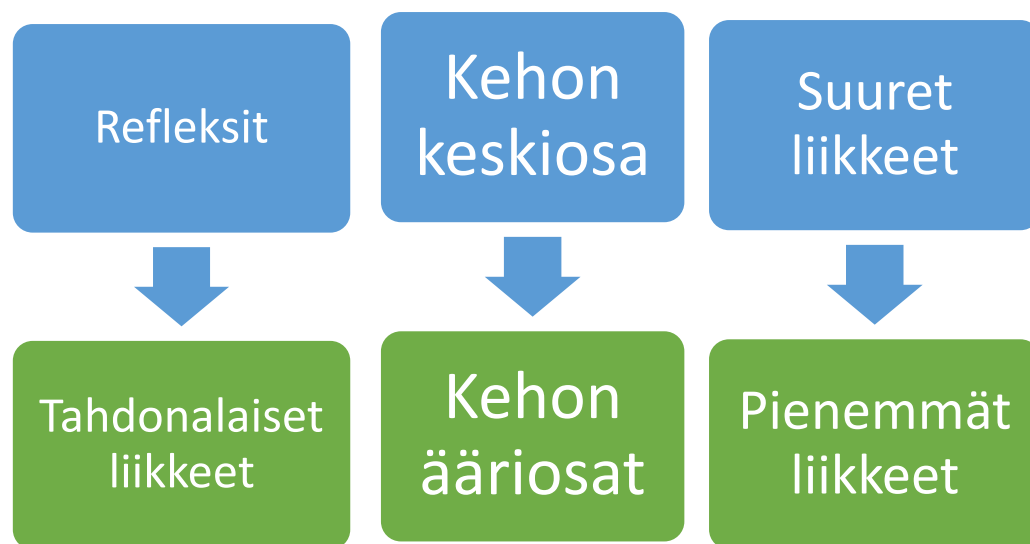 Refleksit
Kehon
keskiosa
Suuret
liikkeet
Tahdonalaiset
liikkeet
Kehon
ääriosat
Pienemmät
liikkeet